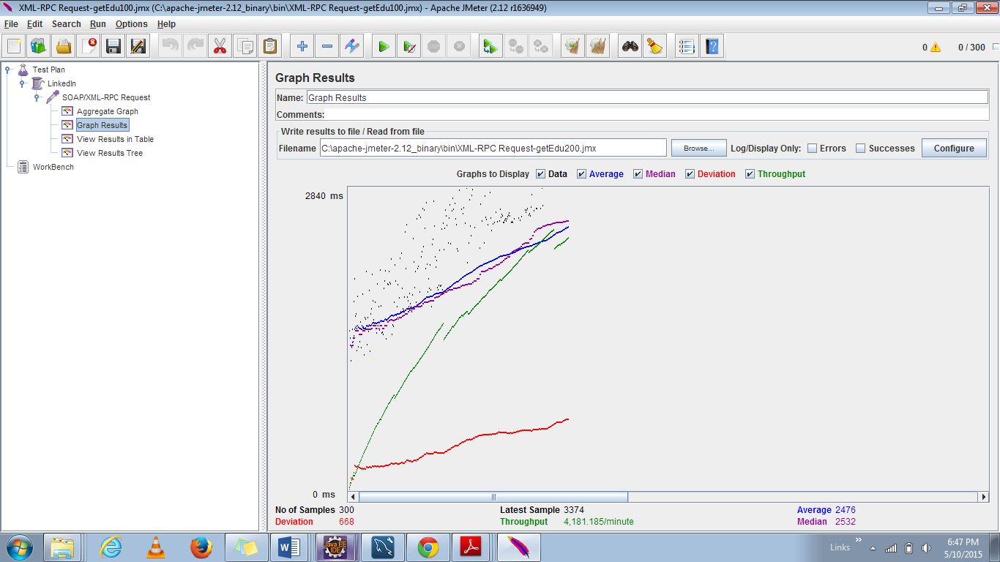 XML-RPC Request-getEdu100.jmx (C:\apache-jmeter-2.12_binary\bin\XML-RPC Request-getEdu100.jmx) - Apache JMeter (2.12 r1636949)
File Edit Search Run Options Help
0 0 / 300
Test Plan
LinkedIn
SOAP/XML-RPC Request
Aggregate Graph
Graph Results
View Results in Table
View Results Tree
WorkBench
Graph Results
Name: Graph Results
Comments:
Write results to file / Read from file
Filename C:\apache-jmeter-2.12_binary\bin\XML-RPC Request-getEdu200.jmx Browse... Log/Display Only: Errors Successes Configure
Graphs to Display Data Average Median Deviation Throughput
2840 ms
0 ms
No of Samples 300 Latest Sample 3374 Average 2476
Deviation 668 Throughput 4,181.185/minute Median 2532
Java EE
IDE
Links »
6:47 PM
5/10/2015